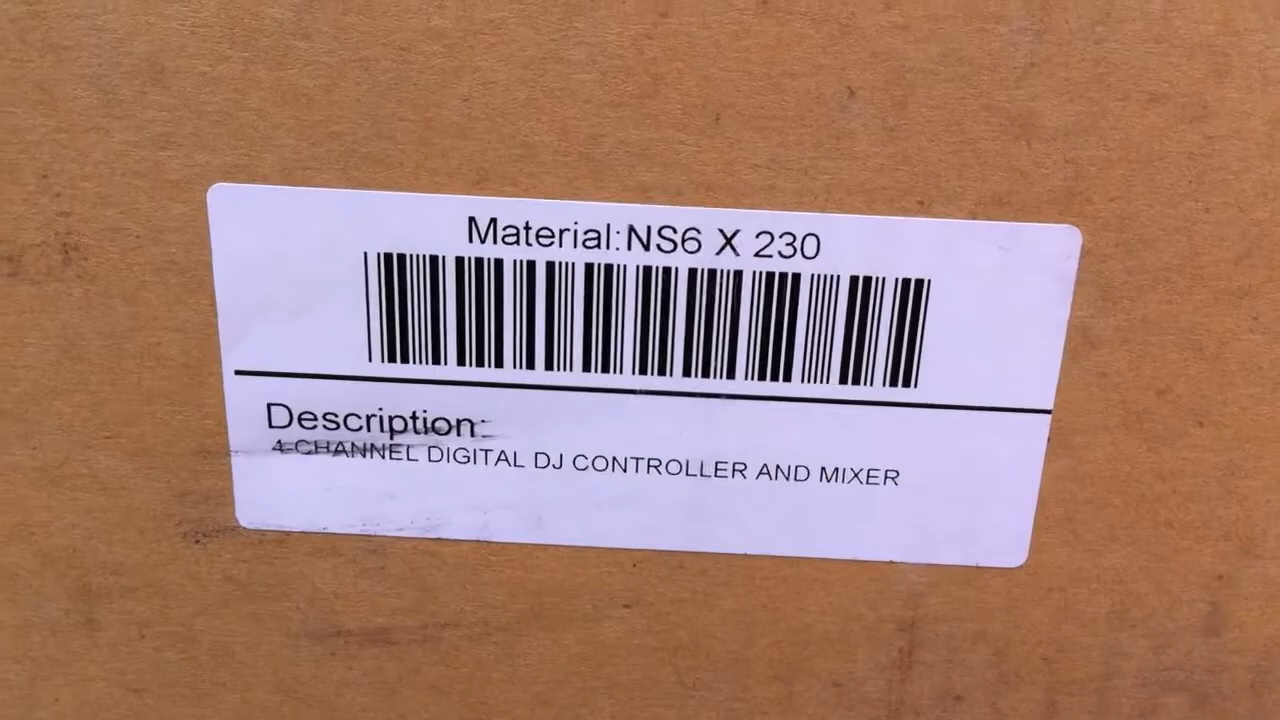 Material:NS6 X 230
Description:
4-CHANNEL DIGITAL DJ CONTROLLER AND MIXER